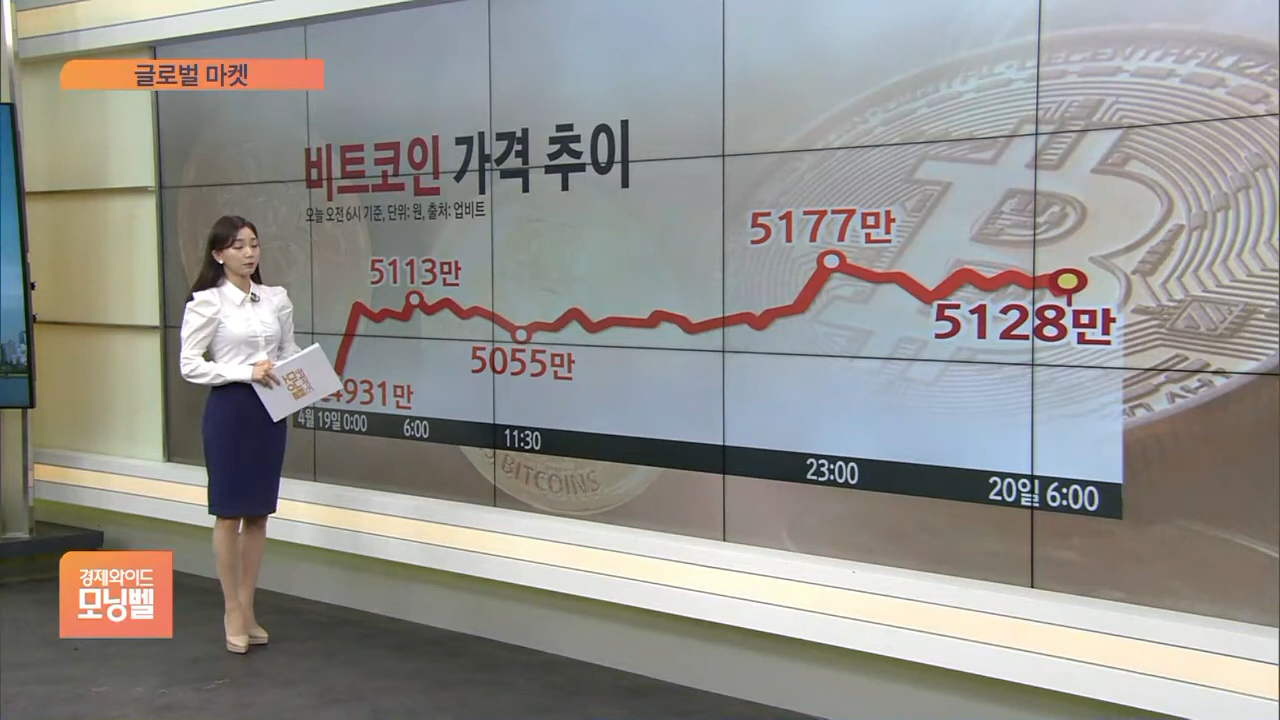 글로벌 마켓
비트코인 가격 추이
오늘 오전 6시 기준, 단위: 원, 출처: 업비트
5177만
5113만
5128만
5055만
4931만
4월 19일 0:00
6:00
11:30
23:00
20일 6:00
BITCOINS
경제와이드
모닝벨